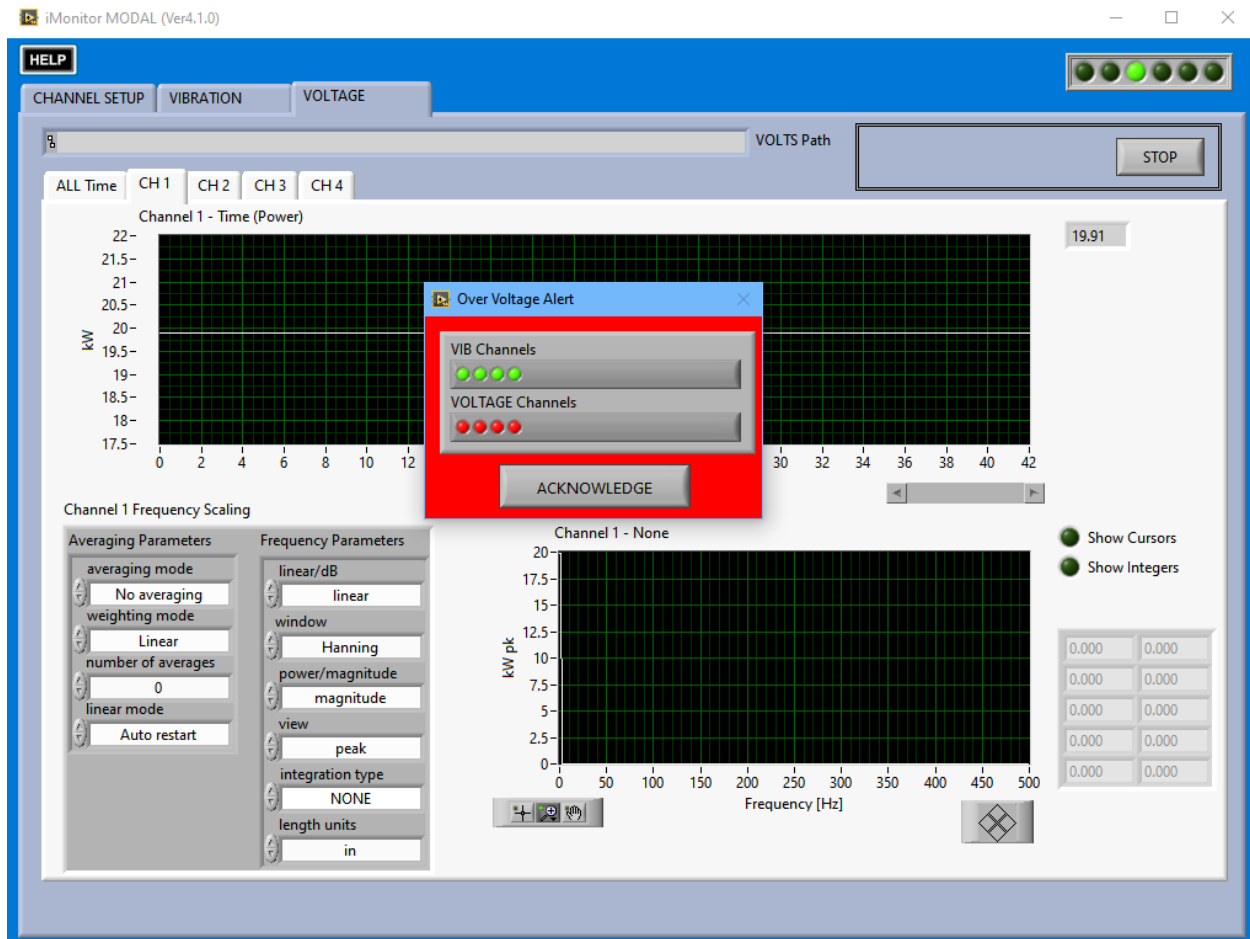 iMonitor MODAL (Ver4.1.0)
HELP
CHANNEL SETUP VIBRATION VOLTAGE
VOLTS Path
STOP
ALL Time CH 1 CH 2 CH 3 CH 4
Channel 1 - Time (Power)
19.91
22
21.5
21
20.5
20
19.5
19
18.5
18
17.5
kW
0 2 4 6 8 10 12 30 32 34 36 38 40 42
Over Voltage Alert
VIB Channels
VOLTAGE Channels
ACKNOWLEDGE
Channel 1 Frequency Scaling
Averaging Parameters
averaging mode
No averaging
weighting mode
Linear
number of averages
0
linear mode
Auto restart
Frequency Parameters
linear/dB
linear
window
Hanning
power/magnitude
magnitude
view
peak
integration type
NONE
length units
in
Channel 1 - None
20
17.5
15
12.5
10
7.5
5
2.5
0
kW pk
0 50 100 150 200 250 300 350 400 450 500
Frequency [Hz]
Show Cursors
Show Integers
0.000 0.000
0.000 0.000
0.000 0.000
0.000 0.000
0.000 0.000